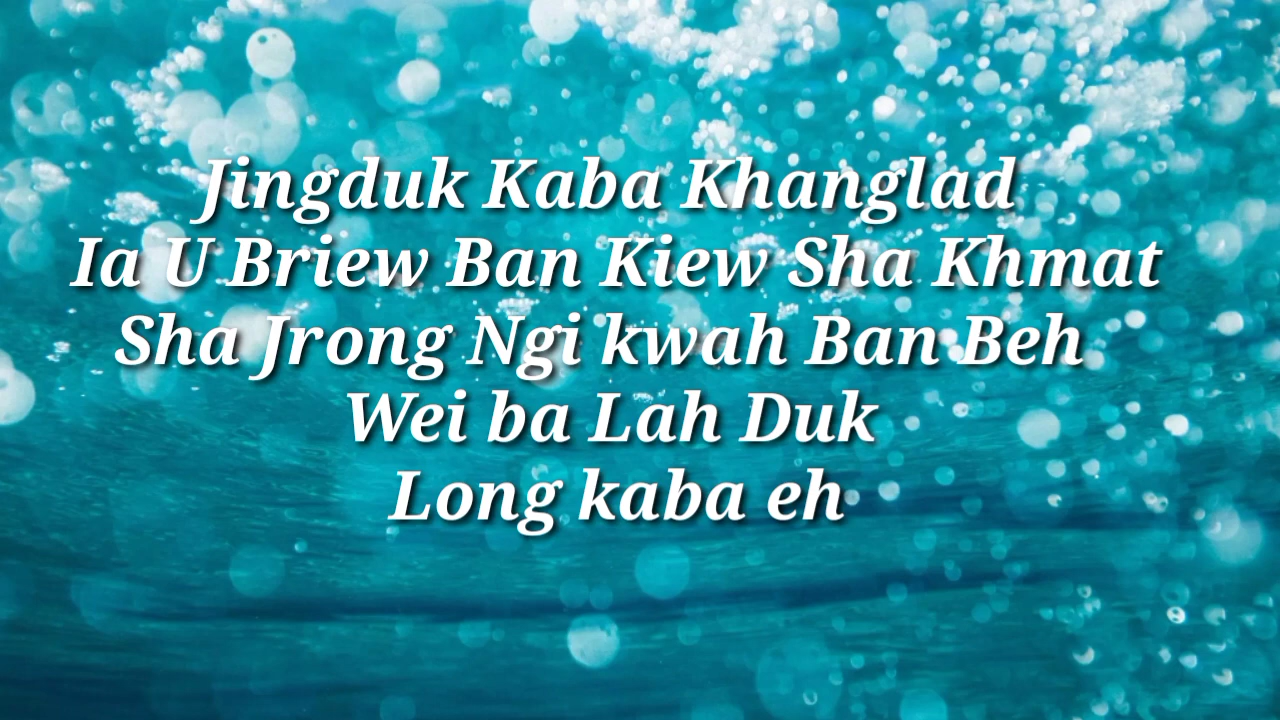 Jingduk Kaba Khanglad
Ia U Briew Ban Kiew Sha Khmat
Sha Jrong Ngi kwah Ban Beh
Wei ba Lah Duk
Long kaba eh